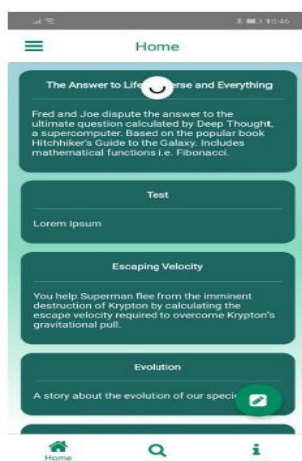 10:46
Home
The Answer to Life erse and Everything
Fred and Joe dispute the answer to the
ultimate question calculated by Deep Thought,
a supercomputer. Based on the popular book
Hitchhiker's Guide to the Galaxy. Includes
mathematical functions i.e. Fibonacci.
Test
Lorem Ipsum
Escaping Velocity
You help Superman flee from the imminent
destruction of Krypton by calculating the
escape velocity required to overcome Krypton's
gravitational pull.
Evolution
A story about the evolution of our specie
Home